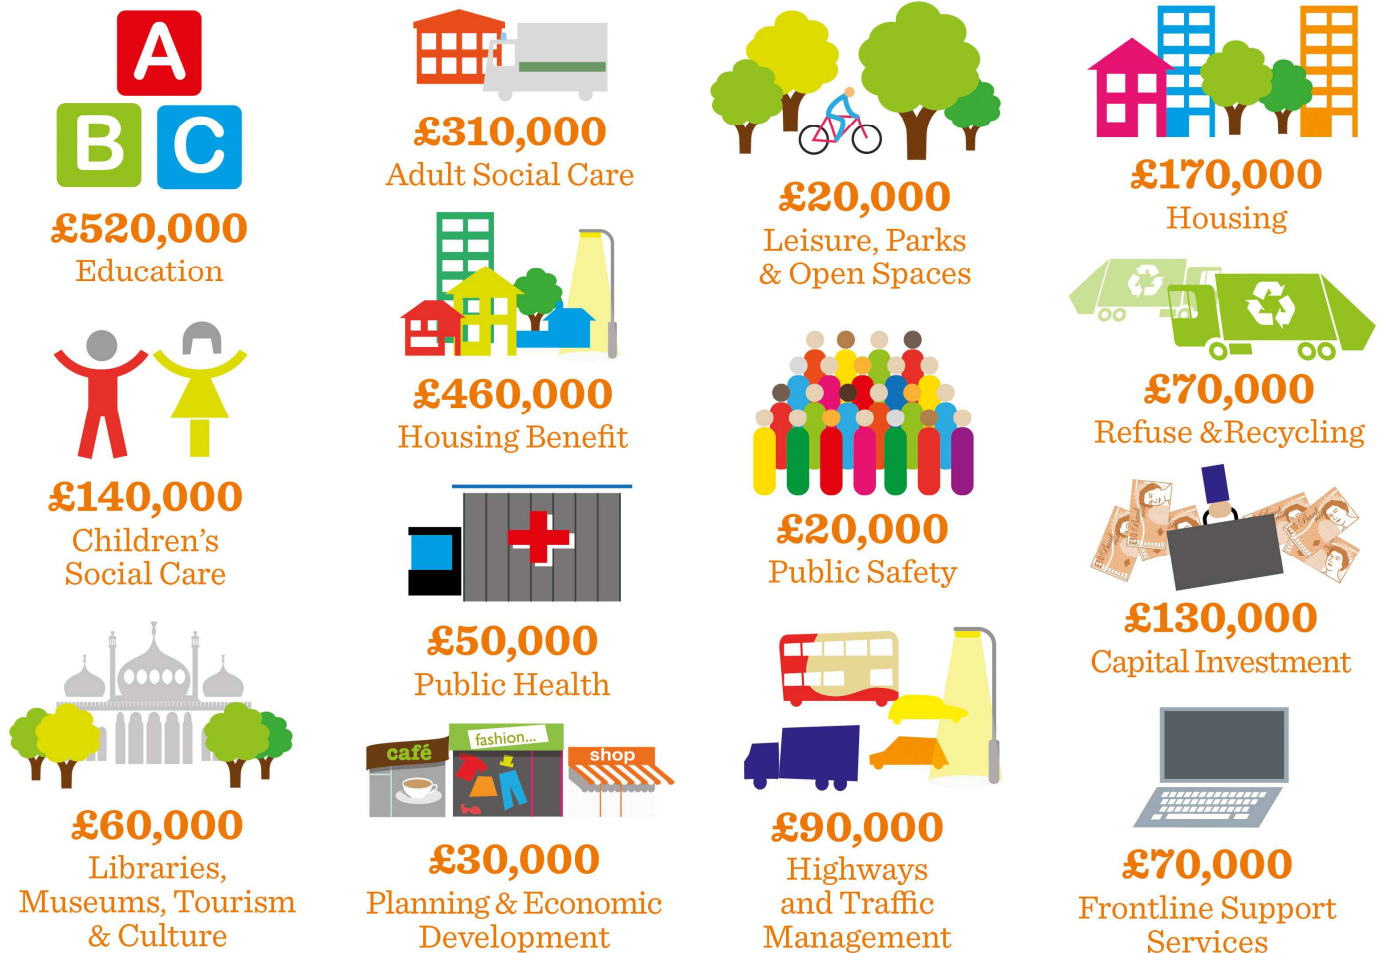 A
B
C
£520,000
Education
£140,000
Children's
Social Care
£60,000
Libraries,
Museums, Tourism
& Culture
£310,000
Adult Social Care
£460,000
Housing Benefit
£50,000
Public Health
café
fashion...
shop
£30,000
Planning & Economic
Development
£20,000
Leisure, Parks
& Open Spaces
£20,000
Public Safety
£90,000
Highways
and Traffic
Management
£170,000
Housing
£70,000
Refuse &Recycling
£130,000
Capital Investment
£70,000
Frontline Support
Services